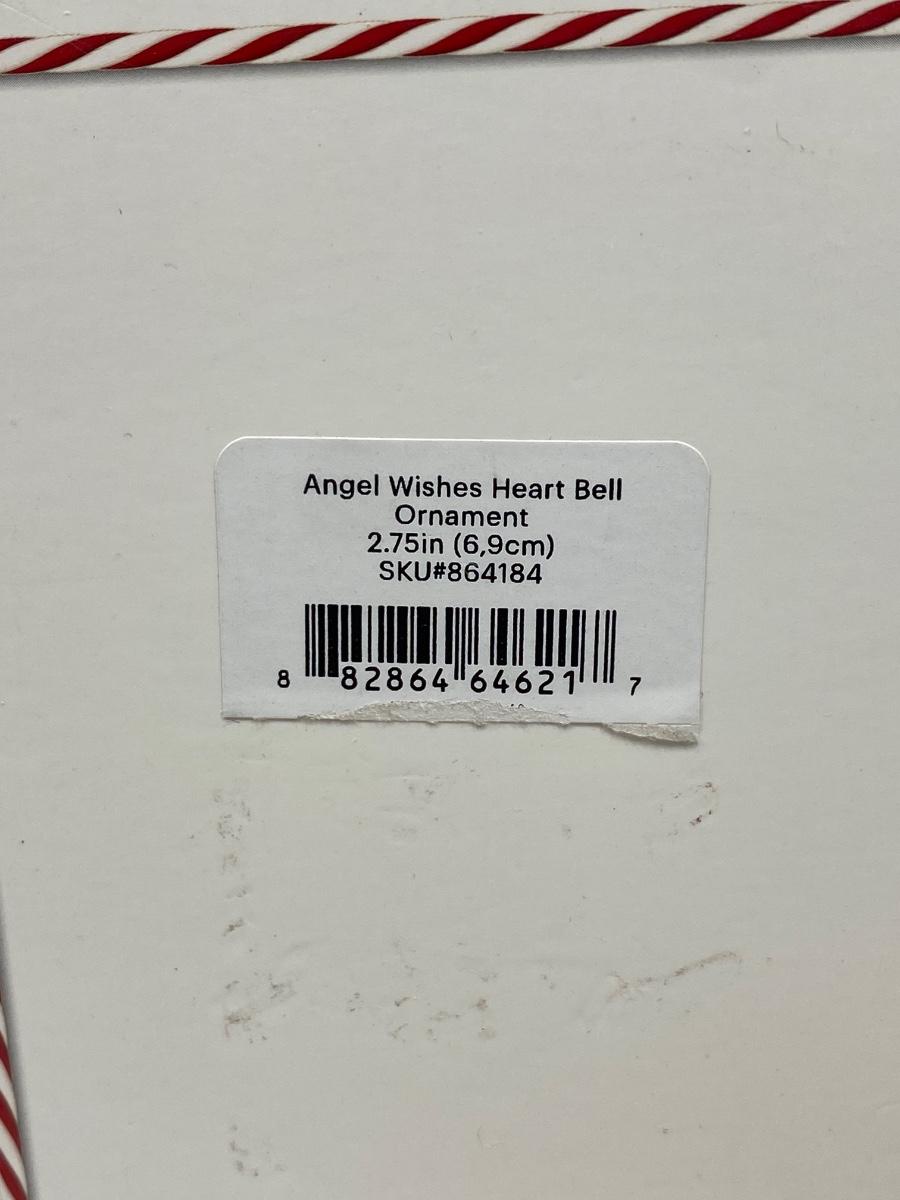 Angel Wishes Heart Bell
Ornament
2.75in (6,9cm)
SKU#864184
8 82864 64621 7